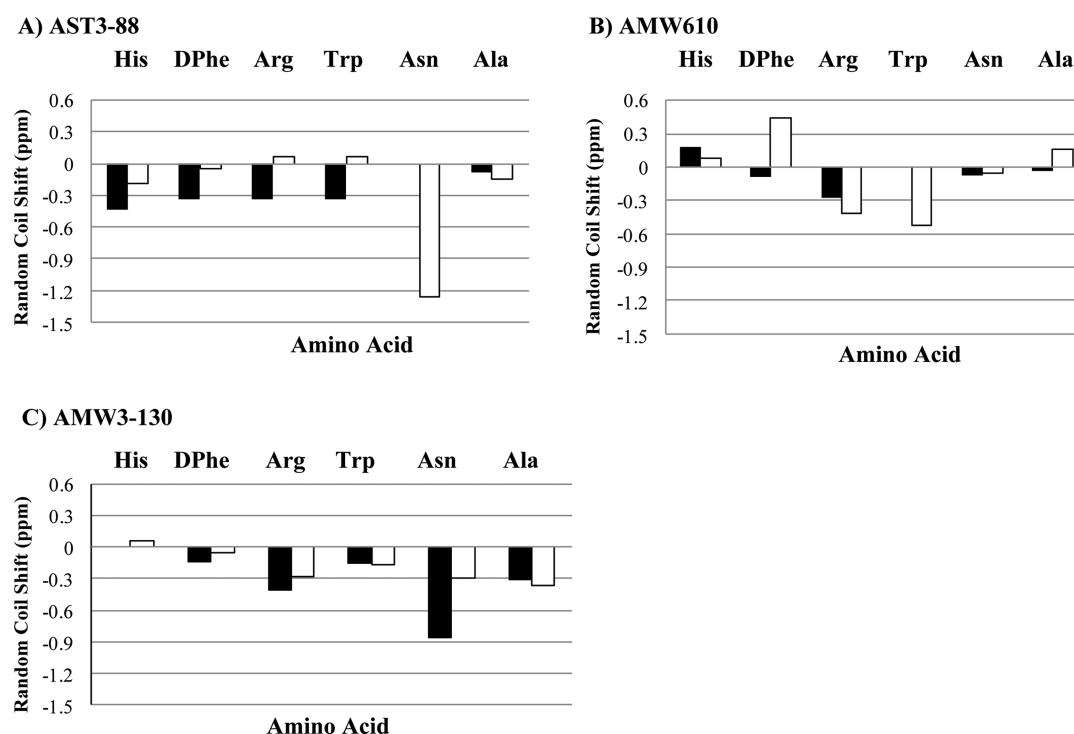 A) AST3-88
His DPhe Arg Trp Asn Ala
0.6
0.3
0
-0.3
-0.6
-0.9
-1.2
-1.5
Random Coil Shift (ppm)
Amino Acid
B) AMW610
His DPhe Arg Trp Asn Ala
0.6
0.3
0
-0.3
-0.6
-0.9
-1.2
-1.5
Random Coil Shift (ppm)
Amino Acid
C) AMW3-130
His DPhe Arg Trp Asn Ala
0.6
0.3
0
-0.3
-0.6
-0.9
-1.2
-1.5
Random Coil Shift (ppm)
Amino Acid